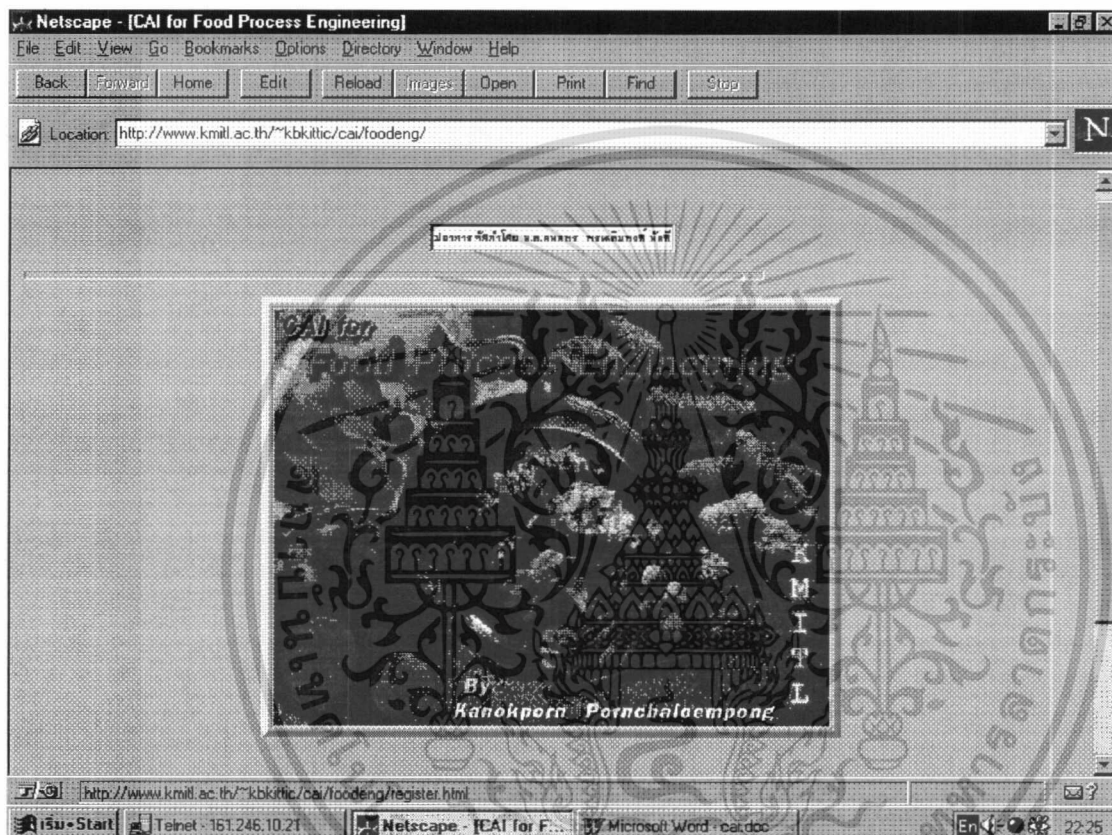 Netscape - [CAI for Food Process Engineering]
File Edit View Go Bookmarks Options Directory Window Help
Back Forward Home Edit Reload Images Open Print Find Stop
Location: http://www.kmitl.ac.th/~kbkittic/cai/foodeng/
N
CAI for
Food Process Engineering
KMITL
By
Kanokporn Pornchaloempong
http://www.kmitl.ac.th/~kbkittic/cai/foodeng/register.html
เริ่ม•Start Telnet - 161.246.10.21 Netscape - [CAI for F... Microsoft Word - cai.doc En 22:25